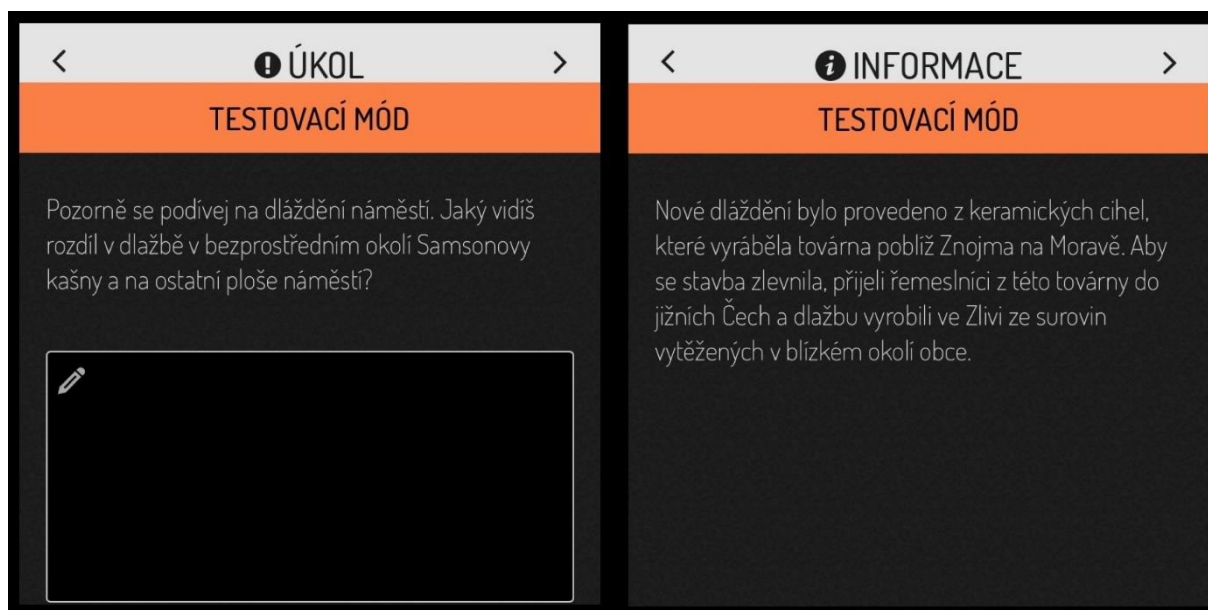 ÚKOL
TESTOVACÍ MÓD
Pozorně se podívej na dláždění náměstí. Jaký vidíš
rozdíl v dlažbě v bezprostředním okolí Samsonovy
kašny a na ostatní ploše náměstí?
INFORMACE
TESTOVACÍ MÓD
Nové dláždění bylo provedeno z keramických cihel,
které vyráběla továrna poblíž Znojma na Moravě. Aby
se stavba zlevnila, přijeli řemeslníci z této továrny do
jižních Čech a dlažbu vyrobili ve Zlivi ze surovin
vytěžených v blízkém okolí obce.